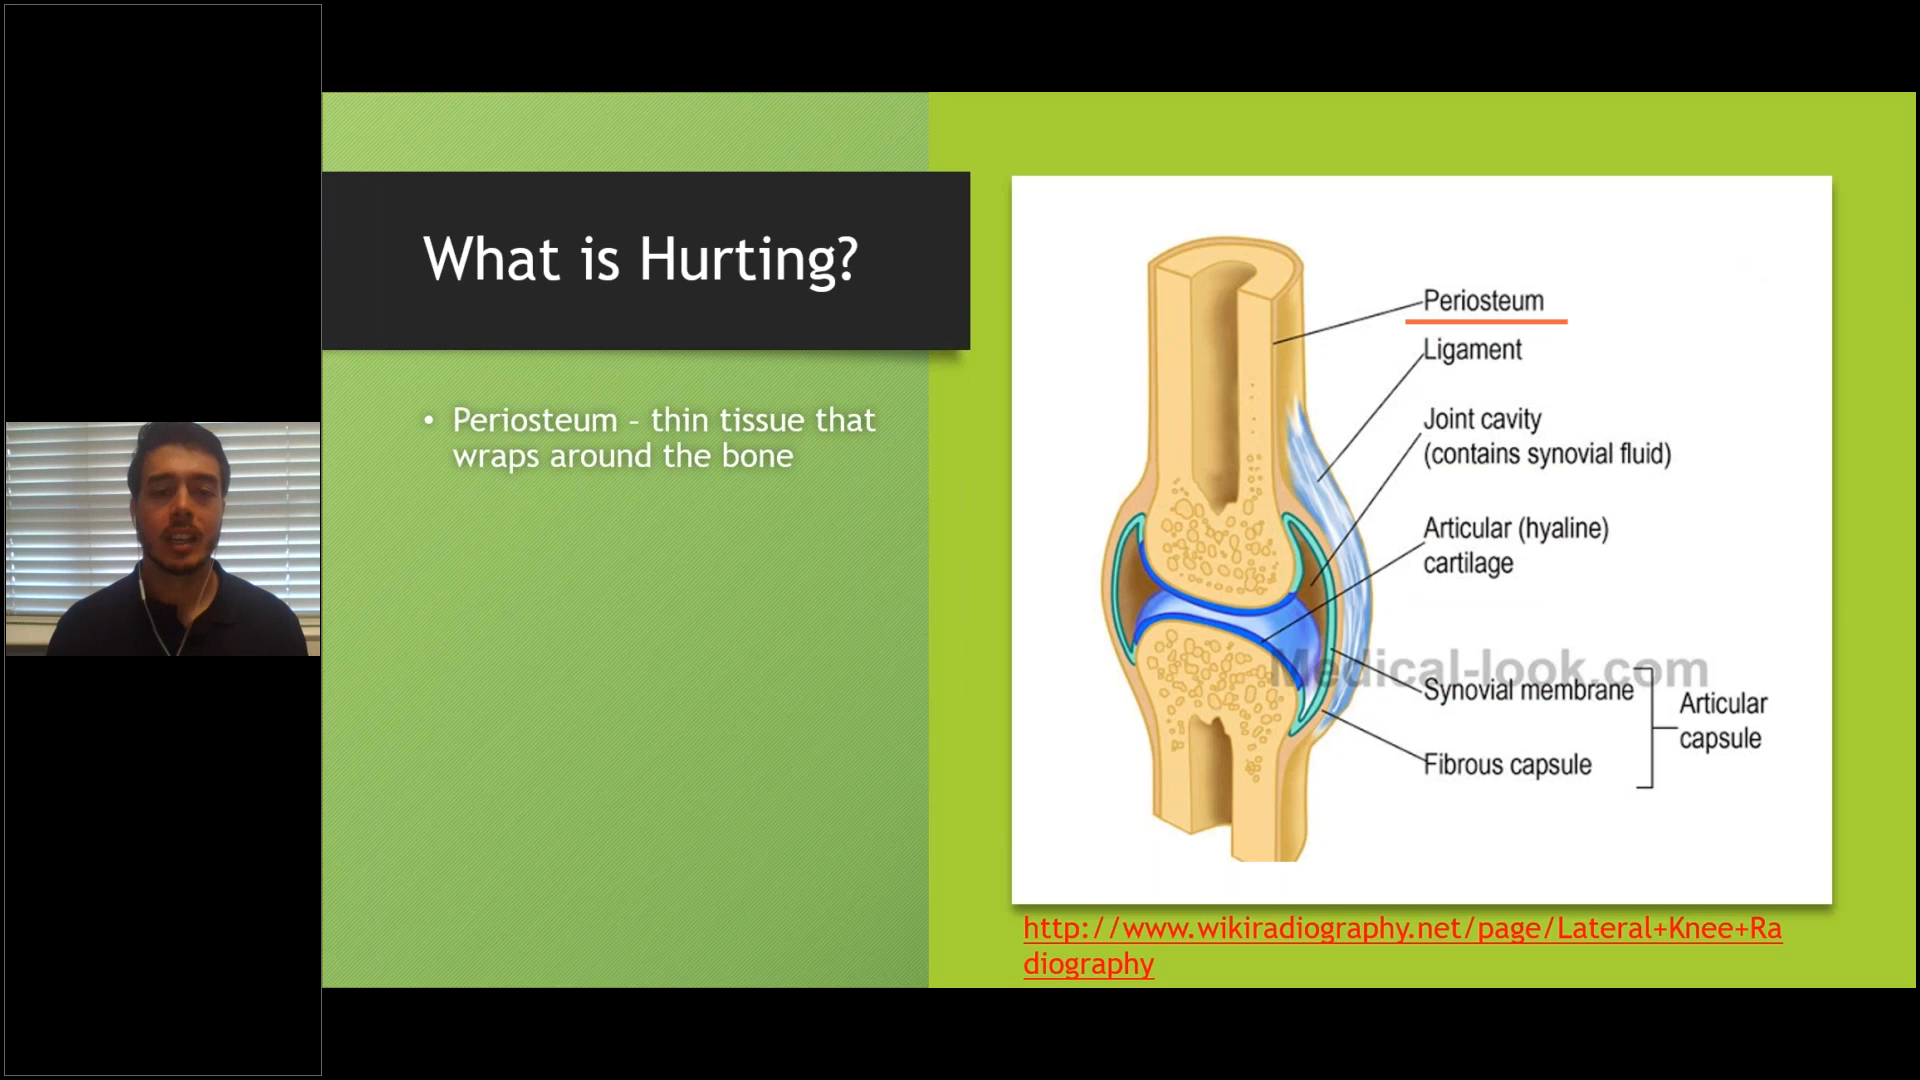 What is Hurting?
• Periosteum – thin tissue that
wraps around the bone
Periosteum
Ligament
Joint cavity
(contains synovial fluid)
Articular (hyaline)
cartilage
Medical-look.com
Synovial membrane
Articular
capsule
Fibrous capsule
http://www.wikiradiography.net/page/Lateral+Knee+Ra
diography